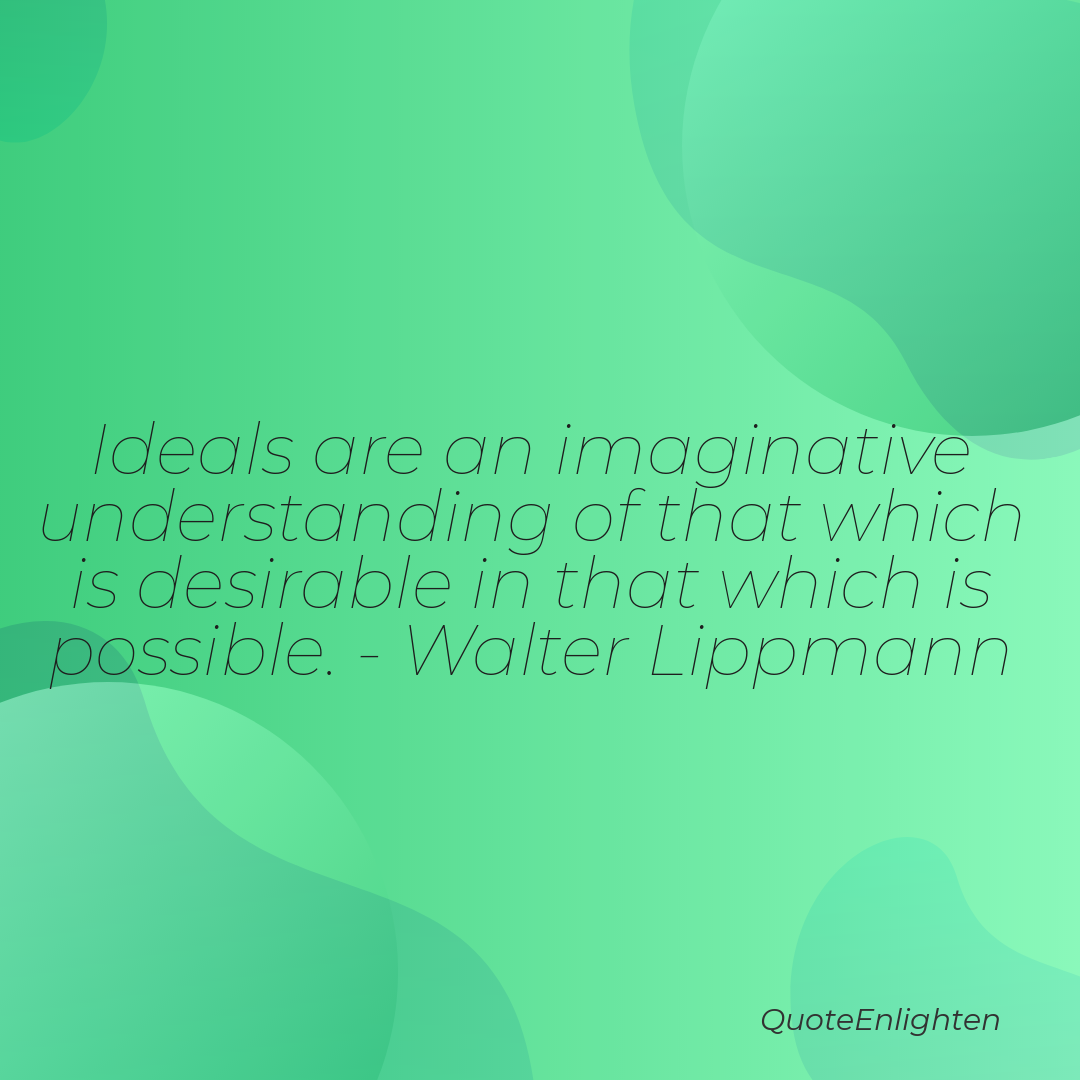 Ideals are an imaginative
understanding of that which
is desirable in that which is
possible. - Walter Lippmann
QuoteEnlighten